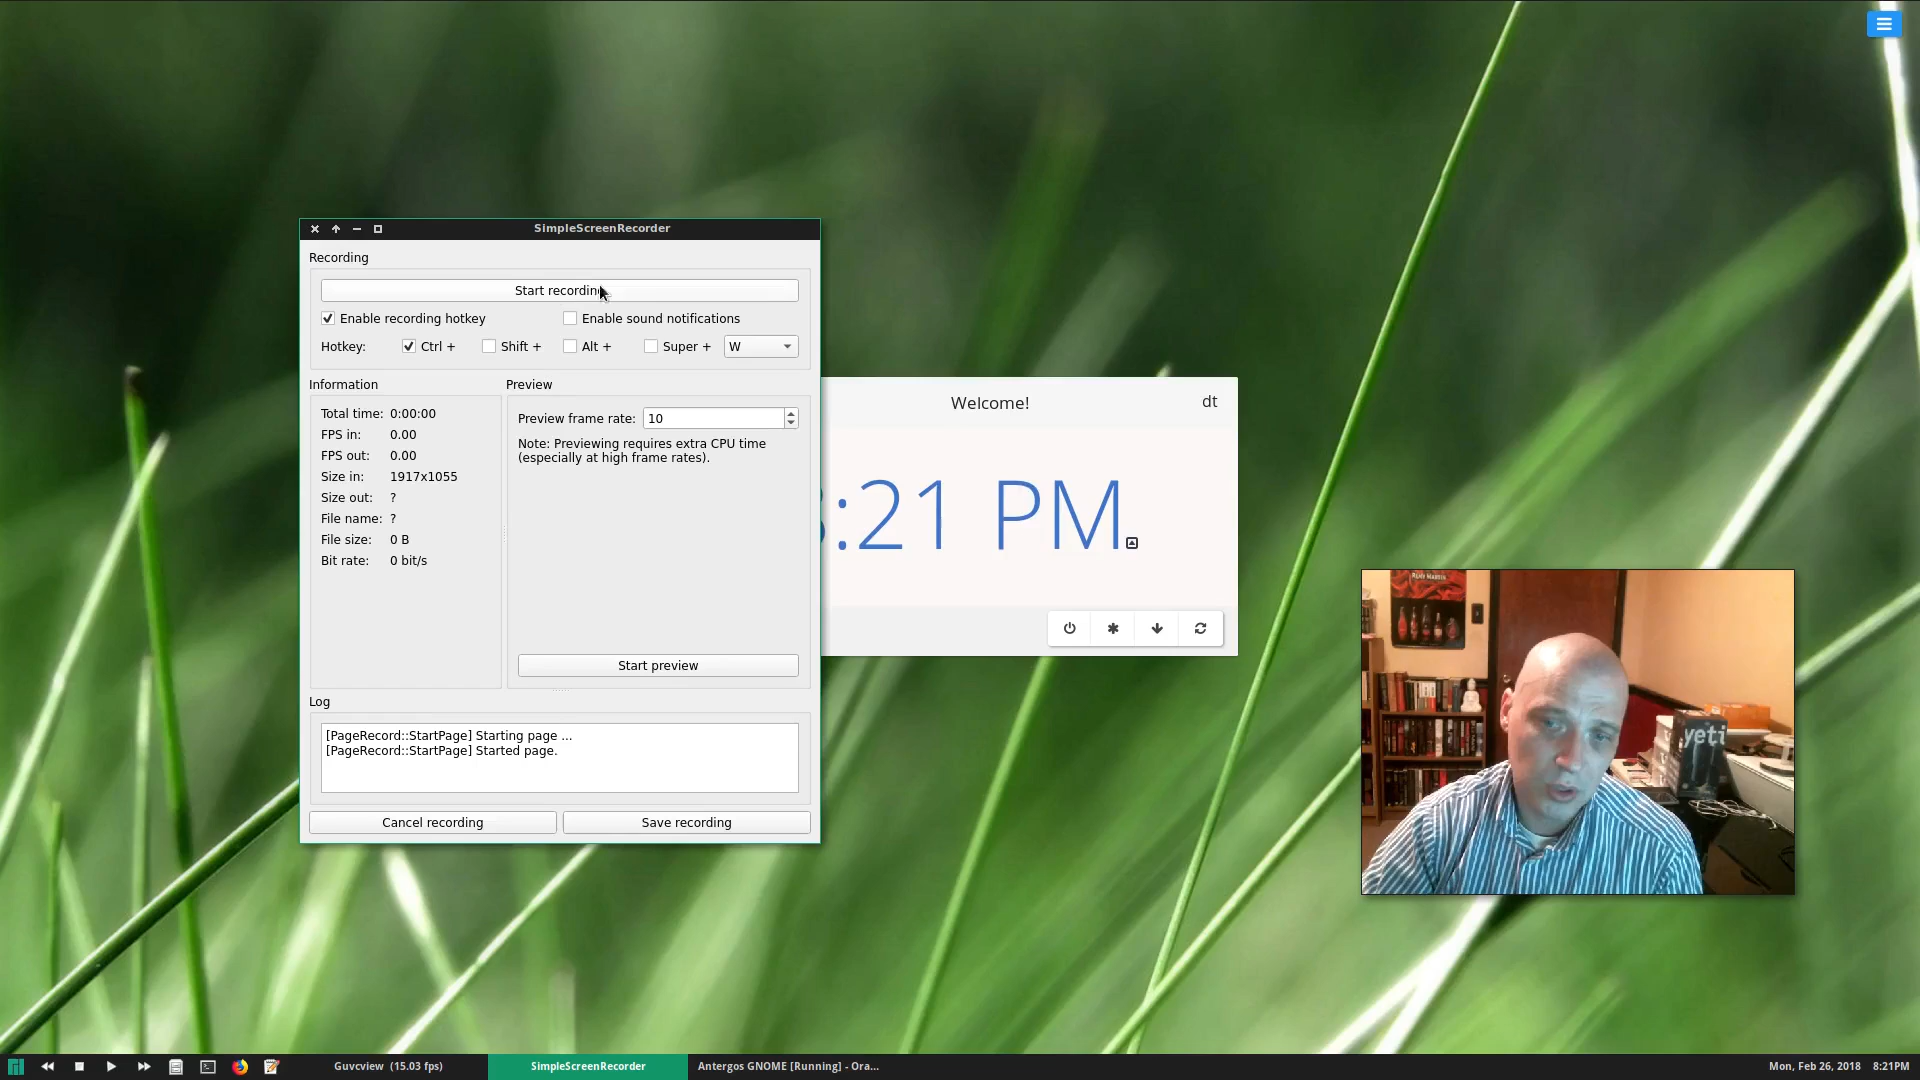 SimpleScreenRecorder
Recording
Start recording
Enable recording hotkey
Enable sound notifications
Hotkey: Ctrl + Shift + Alt + Super + W
Information
Total time: 0:00:00
FPS in: 0.00
FPS out: 0.00
Size in: 1917x1055
Size out: ?
File name: ?
File size: 0 B
Bit rate: 0 bit/s
Preview
Preview frame rate: 10
Note: Previewing requires extra CPU time
(especially at high frame rates).
Start preview
Log
[PageRecord::StartPage] Starting page ...
[PageRecord::StartPage] Started page.
Cancel recording
Save recording
Welcome!
dt
:21 PM
REMY MARTIN
yeti
Guvcview (15.03 fps)
SimpleScreenRecorder
Antergos GNOME [Running] - Ora...
Mon, Feb 26, 2018
8:21PM